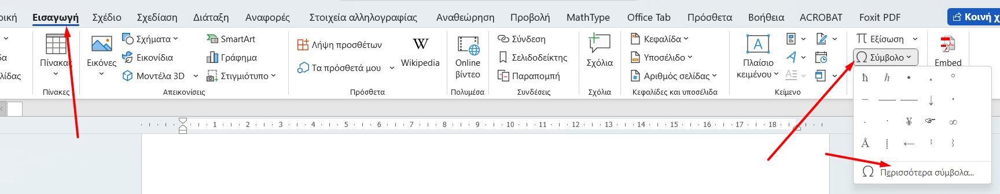 ρική Εισαγωγή Σχέδιο Σχεδίαση Διάταξη Αναφορές Στοιχεία αλληλογραφίας Αναθεώρηση Προβολή MathType Office Tab Πρόσθετα Βοήθεια ACROBAT Foxit PDF Κοινή χ
δα
λίδας
Πίνακας
Πίνακες
Εικόνες
Σχήματα
Εικονίδια
Μοντέλα 3D
SmartArt
Γράφημα
Στιγμιότυπο
Απεικονίσεις
Λήψη προσθέτων
Τα πρόσθετά μου
W
Wikipedia
Πρόσθετα
Online
βίντεο
Πολυμέσα
Σύνδεση
Σελιδοδείκτης
Παραπομπή
Συνδέσεις
Σχόλια
Σχόλια
Κεφαλίδα
Υποσέλιδο
Αριθμός σελίδας
Κεφαλίδες και υποσέλιδα
A
Πλαίσιο
κειμένου
Κείμενο
π Εξίσωση
Ω Σύμβολο
Embed
ħ ℎ • × °
¥ ☞ ∞
Å ←
Ω Περισσότερα σύμβολα...
1 2 3 4 5 6 7 8 9 10 11 12 13 14 15 16 17 18